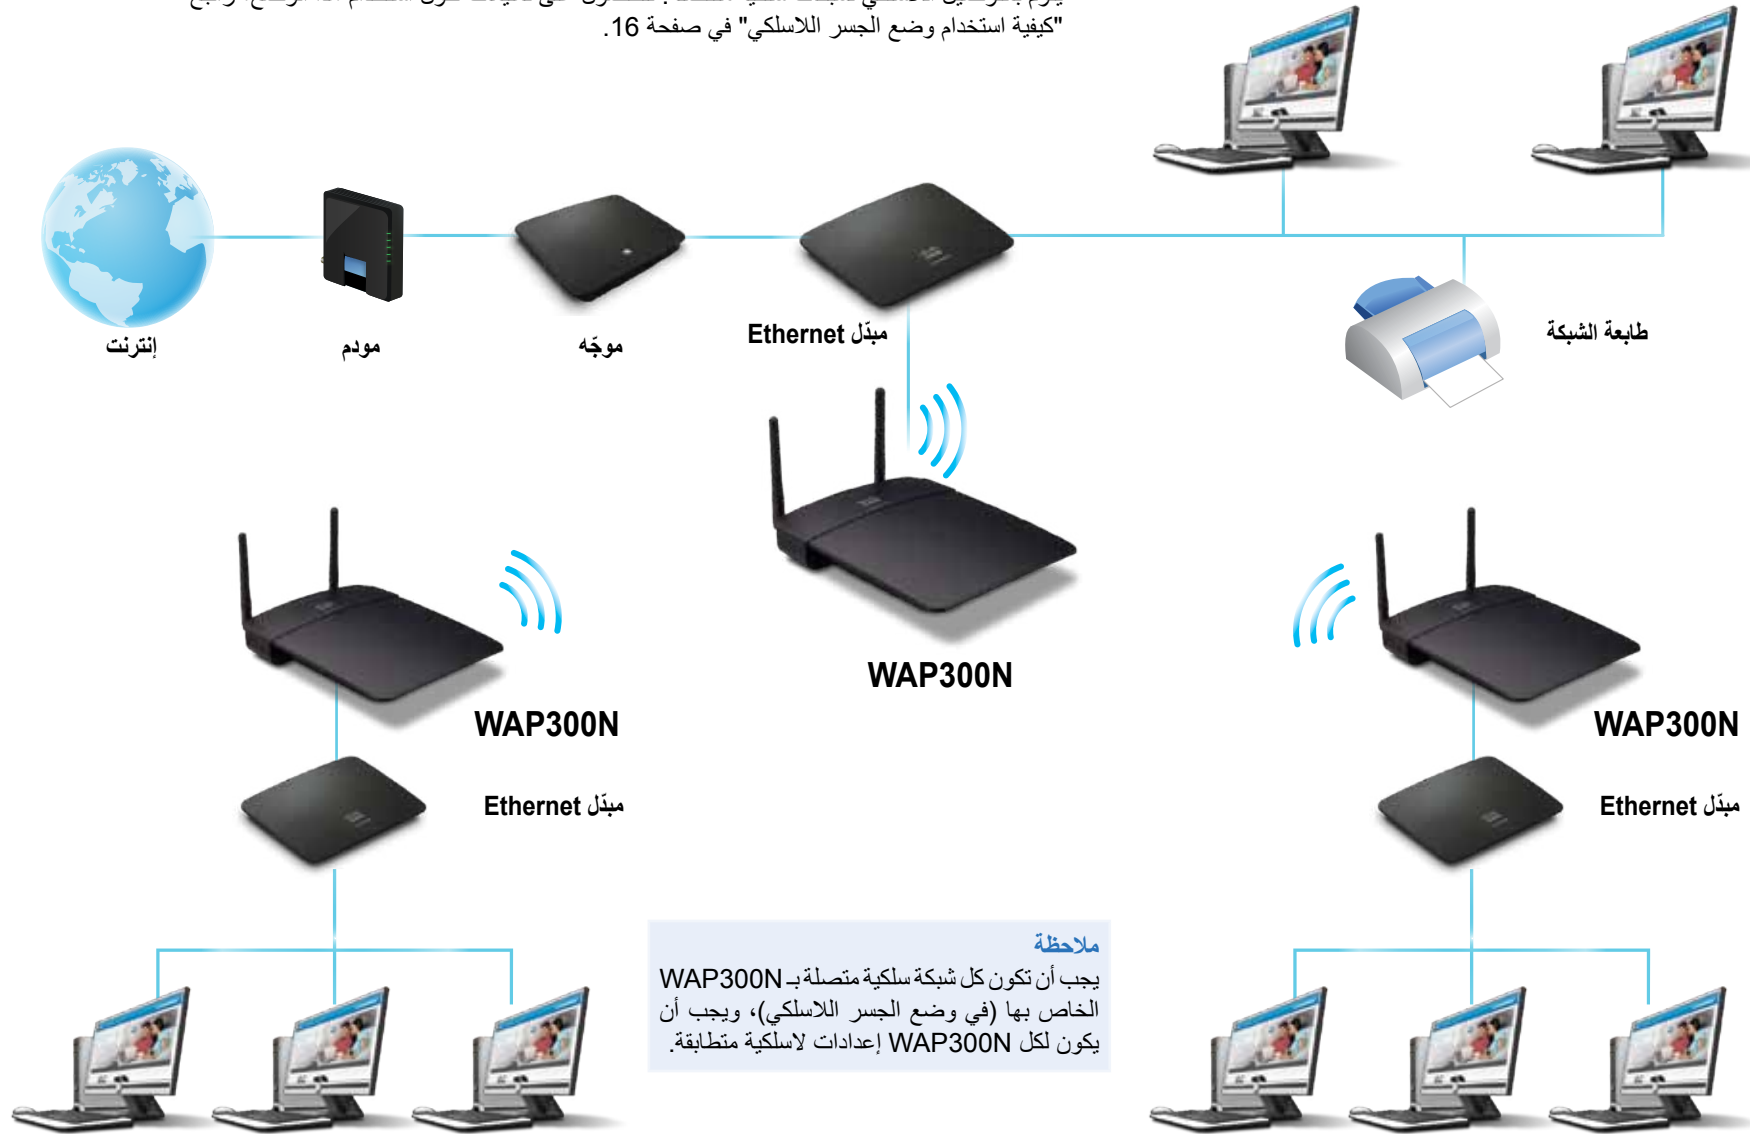 "كيفية استخدام وضع الجسر اللاسلكي" في صفحة 16.
إنترنت
مودم
موجّه
مبدّل Ethernet
طابعة الشبكة
WAP300N
WAP300N
WAP300N
مبدّل Ethernet
مبدّل Ethernet
ملاحظة
يجب أن تكون كل شبكة سلكية متصلة بـ WAP300N
الخاص بها (في وضع الجسر اللاسلكي)، ويجب أن
يكون لكل WAP300N إعدادات لاسلكية متطابقة.